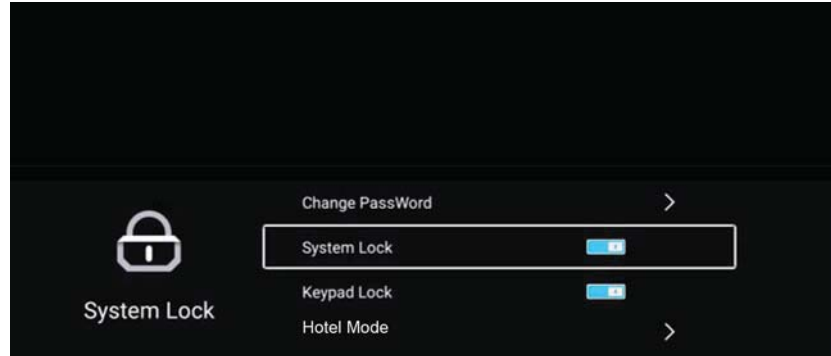 Change PassWord
System Lock
Keypad Lock
System Lock
Hotel Mode